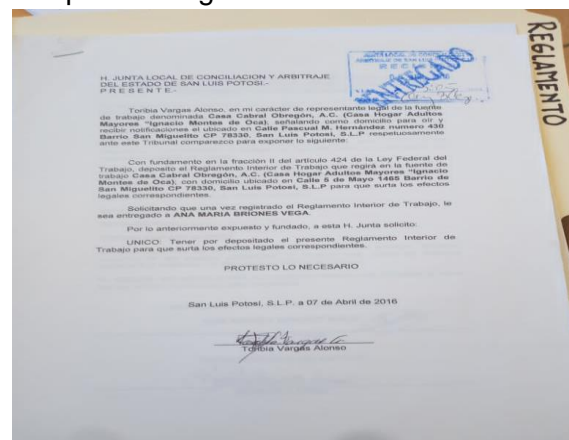 REGLAMENTO
RECIBIDO
ENTREGADO
H. JUNTA LOCAL DE CONCILIACION Y ARBITRAJE
DEL ESTADO DE SAN LUIS POTOSI.-
P R E S E N T E.-
Toribia Vargas Alonso, en mi carácter de representante legal de la fuente
de trabajo denominada Casa Cabral Obregón, A.C. (Casa Hogar Adultos
Mayores "Ignacio Montes de Oca); señalando como domicilio para oír y
recibir notificaciones el ubicado en Calle Pascual M. Hernández numero 430
Barrio San Miguelito CP 78330, San Luis Potosi, S.L.P respetuosamente
ante este Tribunal comparezco para exponer lo siguiente:
Con fundamento en la fracción II del artículo 424 de la Ley Federal del
Trabajo, deposito el Reglamento Interior de Trabajo que regirá en la fuente de
trabajo Casa Cabral Obregón, A.C. (Casa Hogar Adultos Mayores "Ignacio
Montes de Oca); con domicilio ubicado en Calle 5 de Mayo 1465 Barrio de
San Miguelito CP 78330, San Luis Potosí, S.L.P para que surta los efectos
legales correspondientes.
Solicitando que una vez registrado el Reglamento Interior de Trabajo, le
sea entregado a ANA MARIA BRIONES VEGA.
Por lo anteriormente expuesto y fundado, a esta H. Junta solicito:
UNICO: Tener por depositado el presente Reglamento Interior de
Trabajo para que surta los efectos legales correspondientes.
PROTESTO LO NECESARIO
San Luis Potosí, S.L.P. a 07 de Abril de 2016
Toribia Vargas Alonso